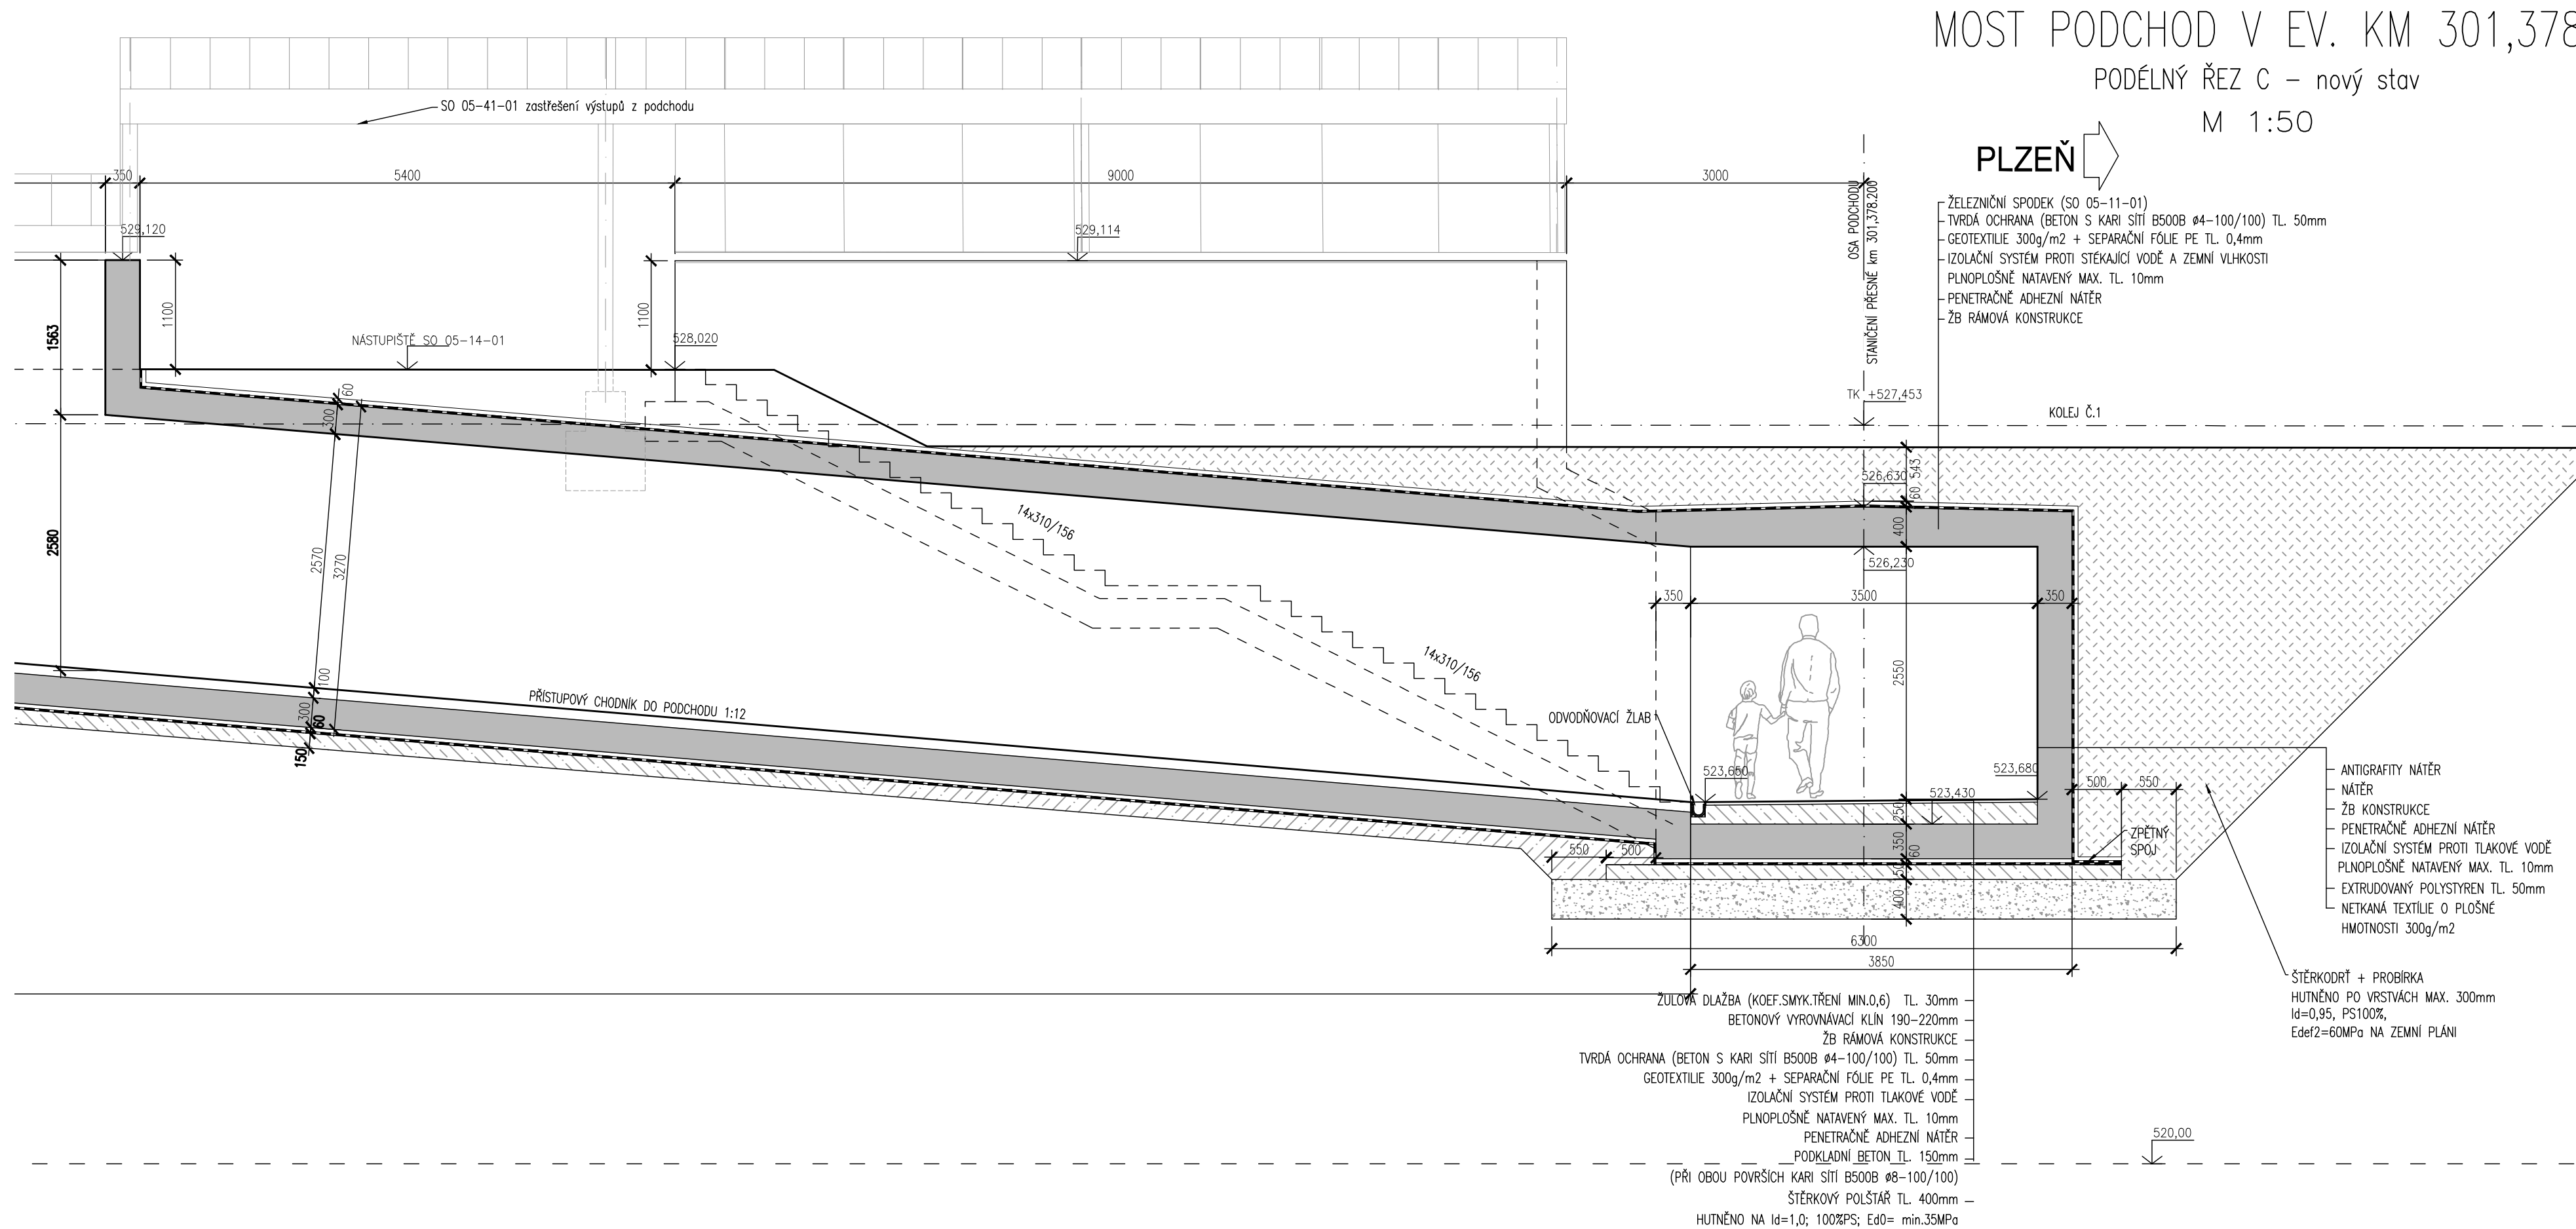 MOST PODCHOD V EV. KM 301,378
PODÉLNÝ ŘEZ C – nový stav
M 1:50
PLZEŇ
SO 05-41-01 zastřešení výstupů z podchodu
350
5400
9000
3000
OSA PODCHODU
STANIČENÍ PŘESNÉ km 301,378.200
ŽELEZNIČNÍ SPODEK (SO 05-11-01)
TVRDÁ OCHRANA (BETON S KARI SÍTÍ B500B ø4-100/100) TL. 50mm
GEOTEXTILIE 300g/m2 + SEPARAČNÍ FÓLIE PE TL. 0,4mm
IZOLAČNÍ SYSTÉM PROTI STÉKAJÍCÍ VODĚ A ZEMNÍ VLHKOSTI
PLNOPLOŠNĚ NATAVENÝ MAX. TL. 10mm
PENETRAČNĚ ADHEZNÍ NÁTĚR
ŽB RÁMOVÁ KONSTRUKCE
529,120
529,114
1563
1100
1100
NÁSTUPIŠTĚ SO 05-14-01
528,020
TK +527,453
KOLEJ Č.1
60
300
543
526,630
60
400
14x310/156
2580
2570
3270
526,230
350
3500
350
2550
14x310/156
100
300
60
150
PŘÍSTUPOVÝ CHODNÍK DO PODCHODU 1:12
ODVODŇOVACÍ ŽLAB
523,650
523,680
523,430
250
350
60
500
550
ZPĚTNÝ
SPOJ
550
500
400
6300
3850
ANTIGRAFITY NÁTĚR
NÁTĚR
ŽB KONSTRUKCE
PENETRAČNĚ ADHEZNÍ NÁTĚR
IZOLAČNÍ SYSTÉM PROTI TLAKOVÉ VODĚ
PLNOPLOŠNĚ NATAVENÝ MAX. TL. 10mm
EXTRUDOVANÝ POLYSTYREN TL. 50mm
NETKANÁ TEXTÍLIE O PLOŠNÉ
HMOTNOSTI 300g/m2
ŠTĚRKODRŤ + PROBÍRKA
HUTNĚNO PO VRSTVÁCH MAX. 300mm
Id=0,95, PS100%,
Edef2=60MPa NA ZEMNÍ PLÁNI
ŽULOVÁ DLAŽBA (KOEF.SMYK.TŘENÍ MIN.0,6) TL. 30mm
BETONOVÝ VYROVNÁVACÍ KLÍN 190-220mm
ŽB RÁMOVÁ KONSTRUKCE
TVRDÁ OCHRANA (BETON S KARI SÍTÍ B500B ø4-100/100) TL. 50mm
GEOTEXTILIE 300g/m2 + SEPARAČNÍ FÓLIE PE TL. 0,4mm
IZOLAČNÍ SYSTÉM PROTI TLAKOVÉ VODĚ
PLNOPLOŠNĚ NATAVENÝ MAX. TL. 10mm
PENETRAČNĚ ADHEZNÍ NÁTĚR
PODKLADNÍ BETON TL. 150mm
(PŘI OBOU POVRŠÍCH KARI SÍTÍ B500B ø8-100/100)
ŠTĚRKOVÝ POLŠTÁŘ TL. 400mm
HUTNĚNO NA Id=1,0; 100%PS; Ed0= min.35MPa
520,00